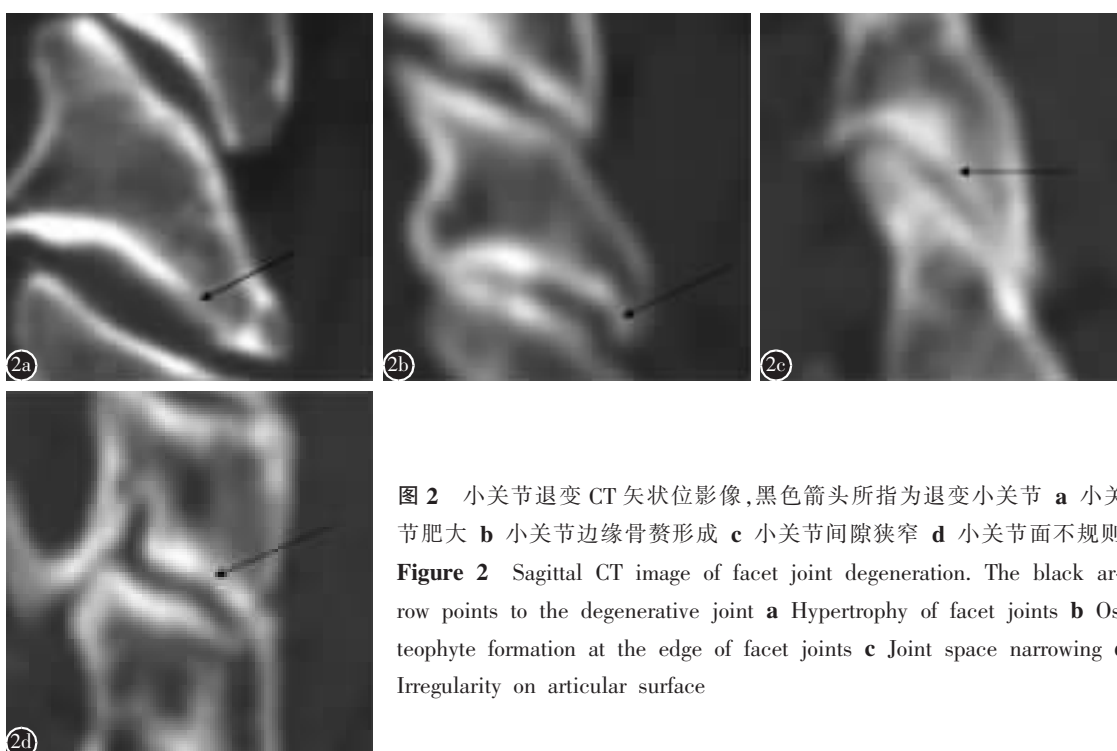 2a
2b
2c
2d
图 2 小关节退变 CT 矢状位影像,黑色箭头所指为退变小关节 a 小关
节肥大 b 小关节边缘骨赘形成 c 小关节间隙狭窄 d 小关节面不规则
Figure 2 Sagittal CT image of facet joint degeneration. The black ar-
row points to the degenerative joint a Hypertrophy of facet joints b Os-
teophyte formation at the edge of facet joints c Joint space narrowing
Irregularity on articular surface